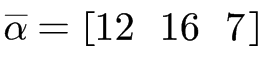 α̅ = [12 16 7]